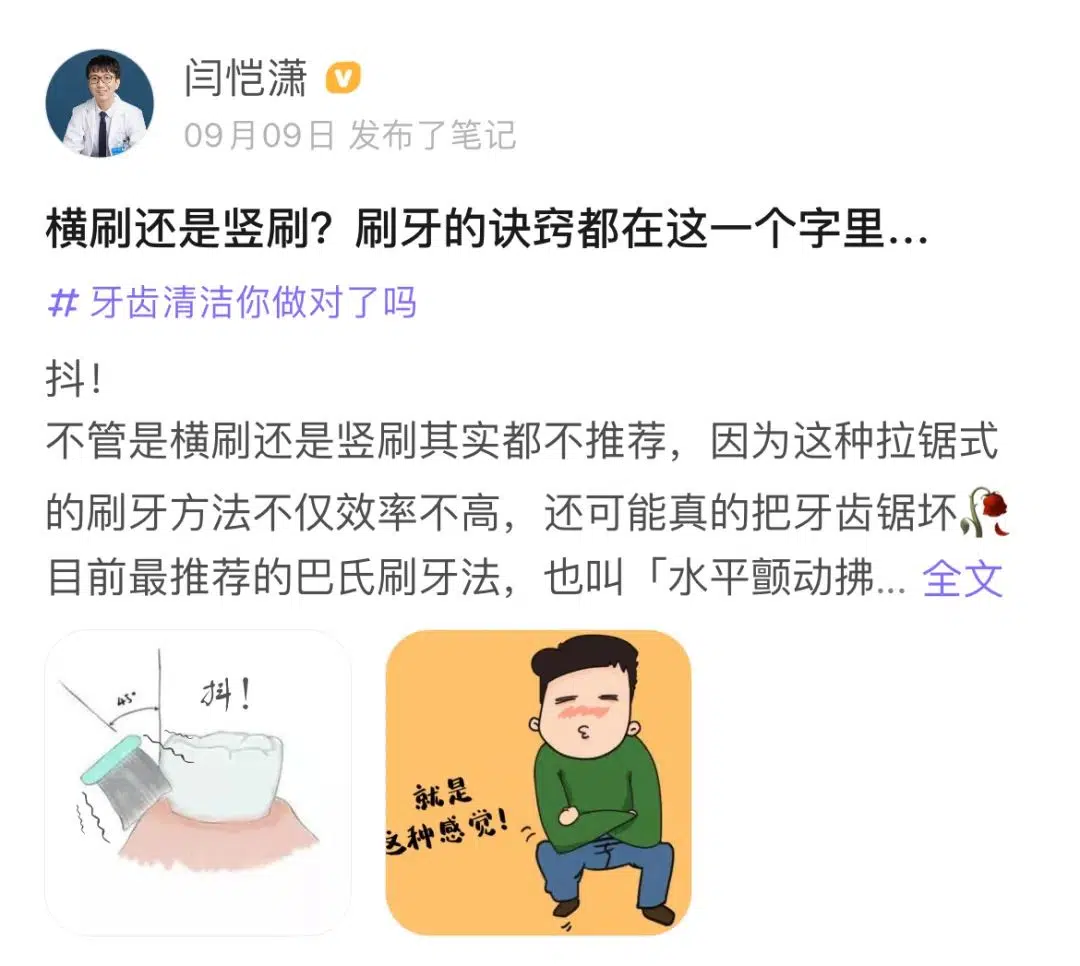 闫恺潇
09月09日 发布了笔记
横刷还是竖刷？刷牙的诀窍都在这一个字里...
# 牙齿清洁你做对了吗
抖！
不管是横刷还是竖刷其实都不推荐，因为这种拉锯式
的刷牙方法不仅效率不高，还可能真的把牙齿锯坏🥀
目前最推荐的巴氏刷牙法，也叫「水平颤动拂... 全文
45°
抖！
就是
这种感觉！